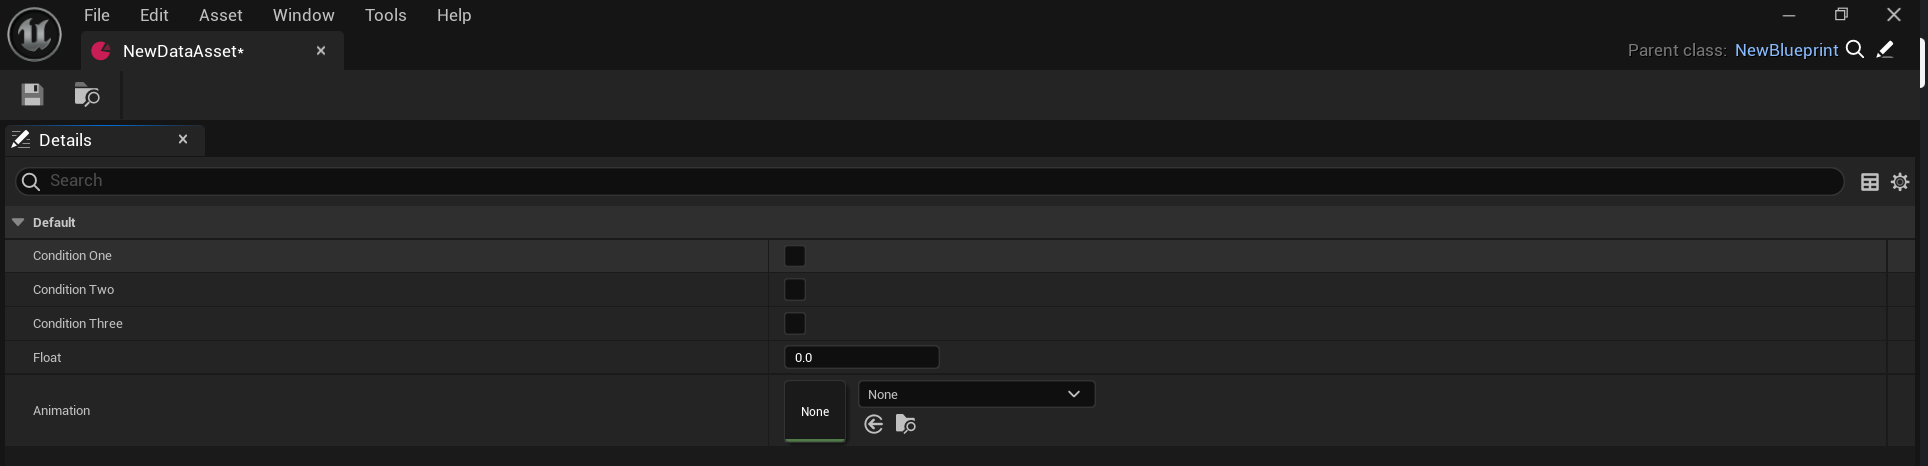 File Edit Asset Window Tools Help
NewDataAsset*
Parent class: NewBlueprint
Details
Search
Default
Condition One
Condition Two
Condition Three
Float 0.0
Animation None None